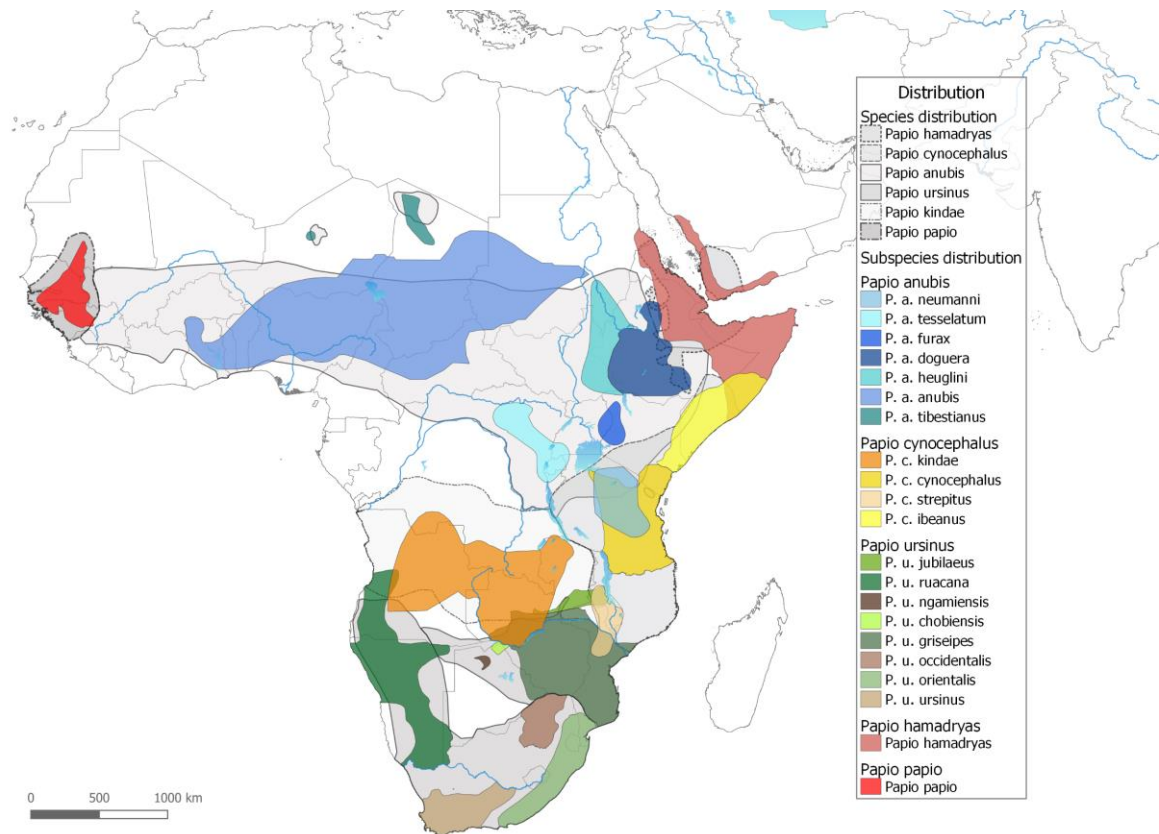 Distribution
Species distribution
Papio hamadryas
Papio cynocephalus
Papio anubis
Papio ursinus
Papio kindae
Papio papio
Subspecies distribution
Papio anubis
P. a. neumanni
P. a. tesselatum
P. a. furax
P. a. doguera
P. a. heuglini
P. a. anubis
P. a. tibestianus
Papio cynocephalus
P. c. kindae
P. c. cynocephalus
P. c. strepitus
P. c. ibeanus
Papio ursinus
P. u. jubilaeus
P. u. ruacana
P. u. ngamiensis
P. u. chobiensis
P. u. griseipes
P. u. occidentalis
P. u. orientalis
P. u. ursinus
Papio hamadryas
Papio hamadryas
Papio papio
Papio papio
0 500 1000 km